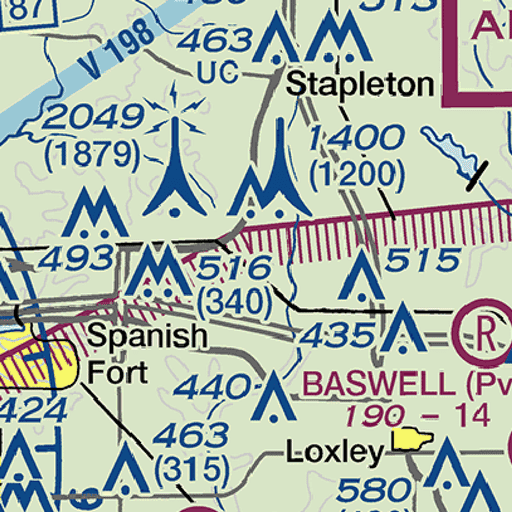 87
V 198
463
UC
Stapleton
2049
(1879)
1400
(1200)
493
516
(340)
515
435
R
Spanish
Fort
BASWELL (Pv
190 - 14
440
424
463
(315)
Loxley
580